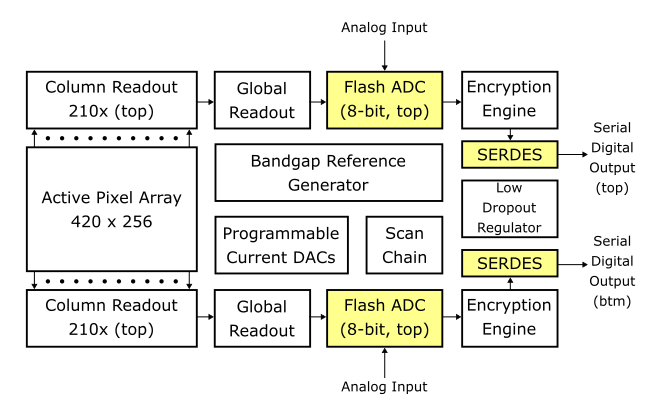 Analog Input
Column Readout
210x (top)
Global
Readout
Flash ADC
(8-bit, top)
Encryption
Engine
SERDES
Serial
Digital
Output
(top)
Bandgap Reference
Generator
Active Pixel Array
420 x 256
Low
Dropout
Regulator
Programmable
Current DACs
Scan
Chain
SERDES
Serial
Digital
Output
(btm)
Column Readout
210x (top)
Global
Readout
Flash ADC
(8-bit, top)
Encryption
Engine
Analog Input